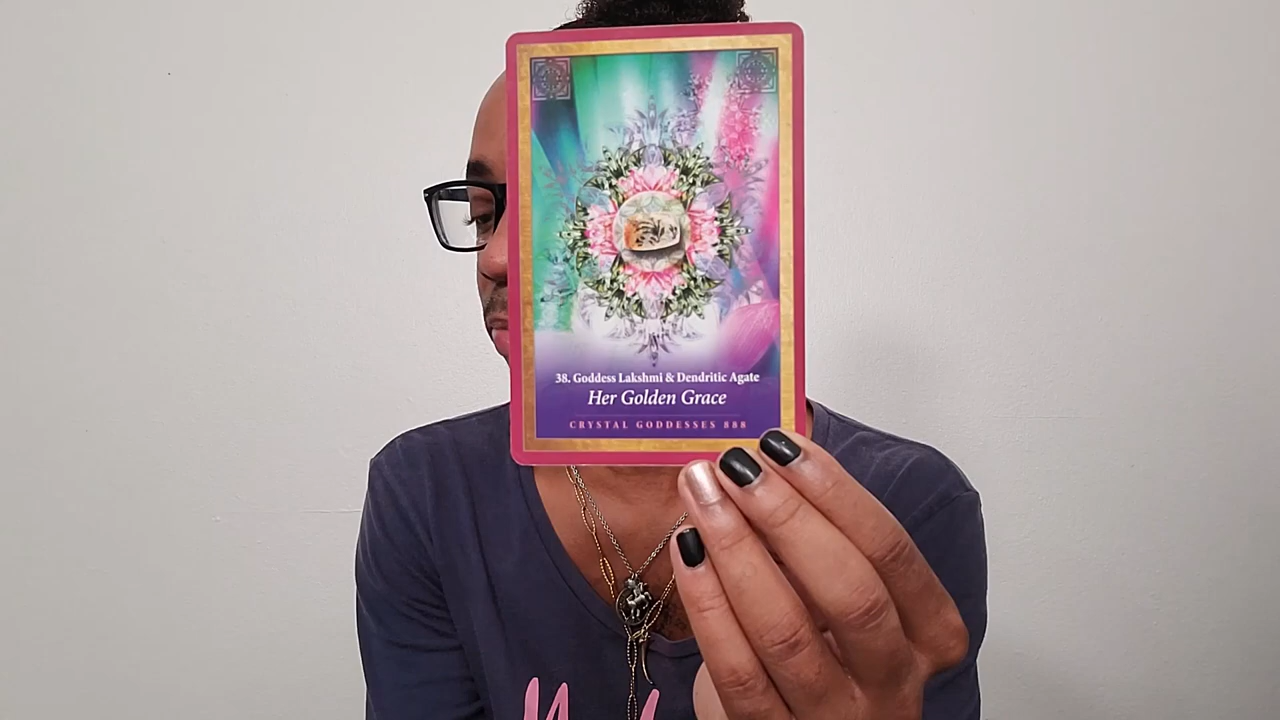 38. Goddess Lakshmi & Dendritic Agate
Her Golden Grace
CRYSTAL GODDESSES 888